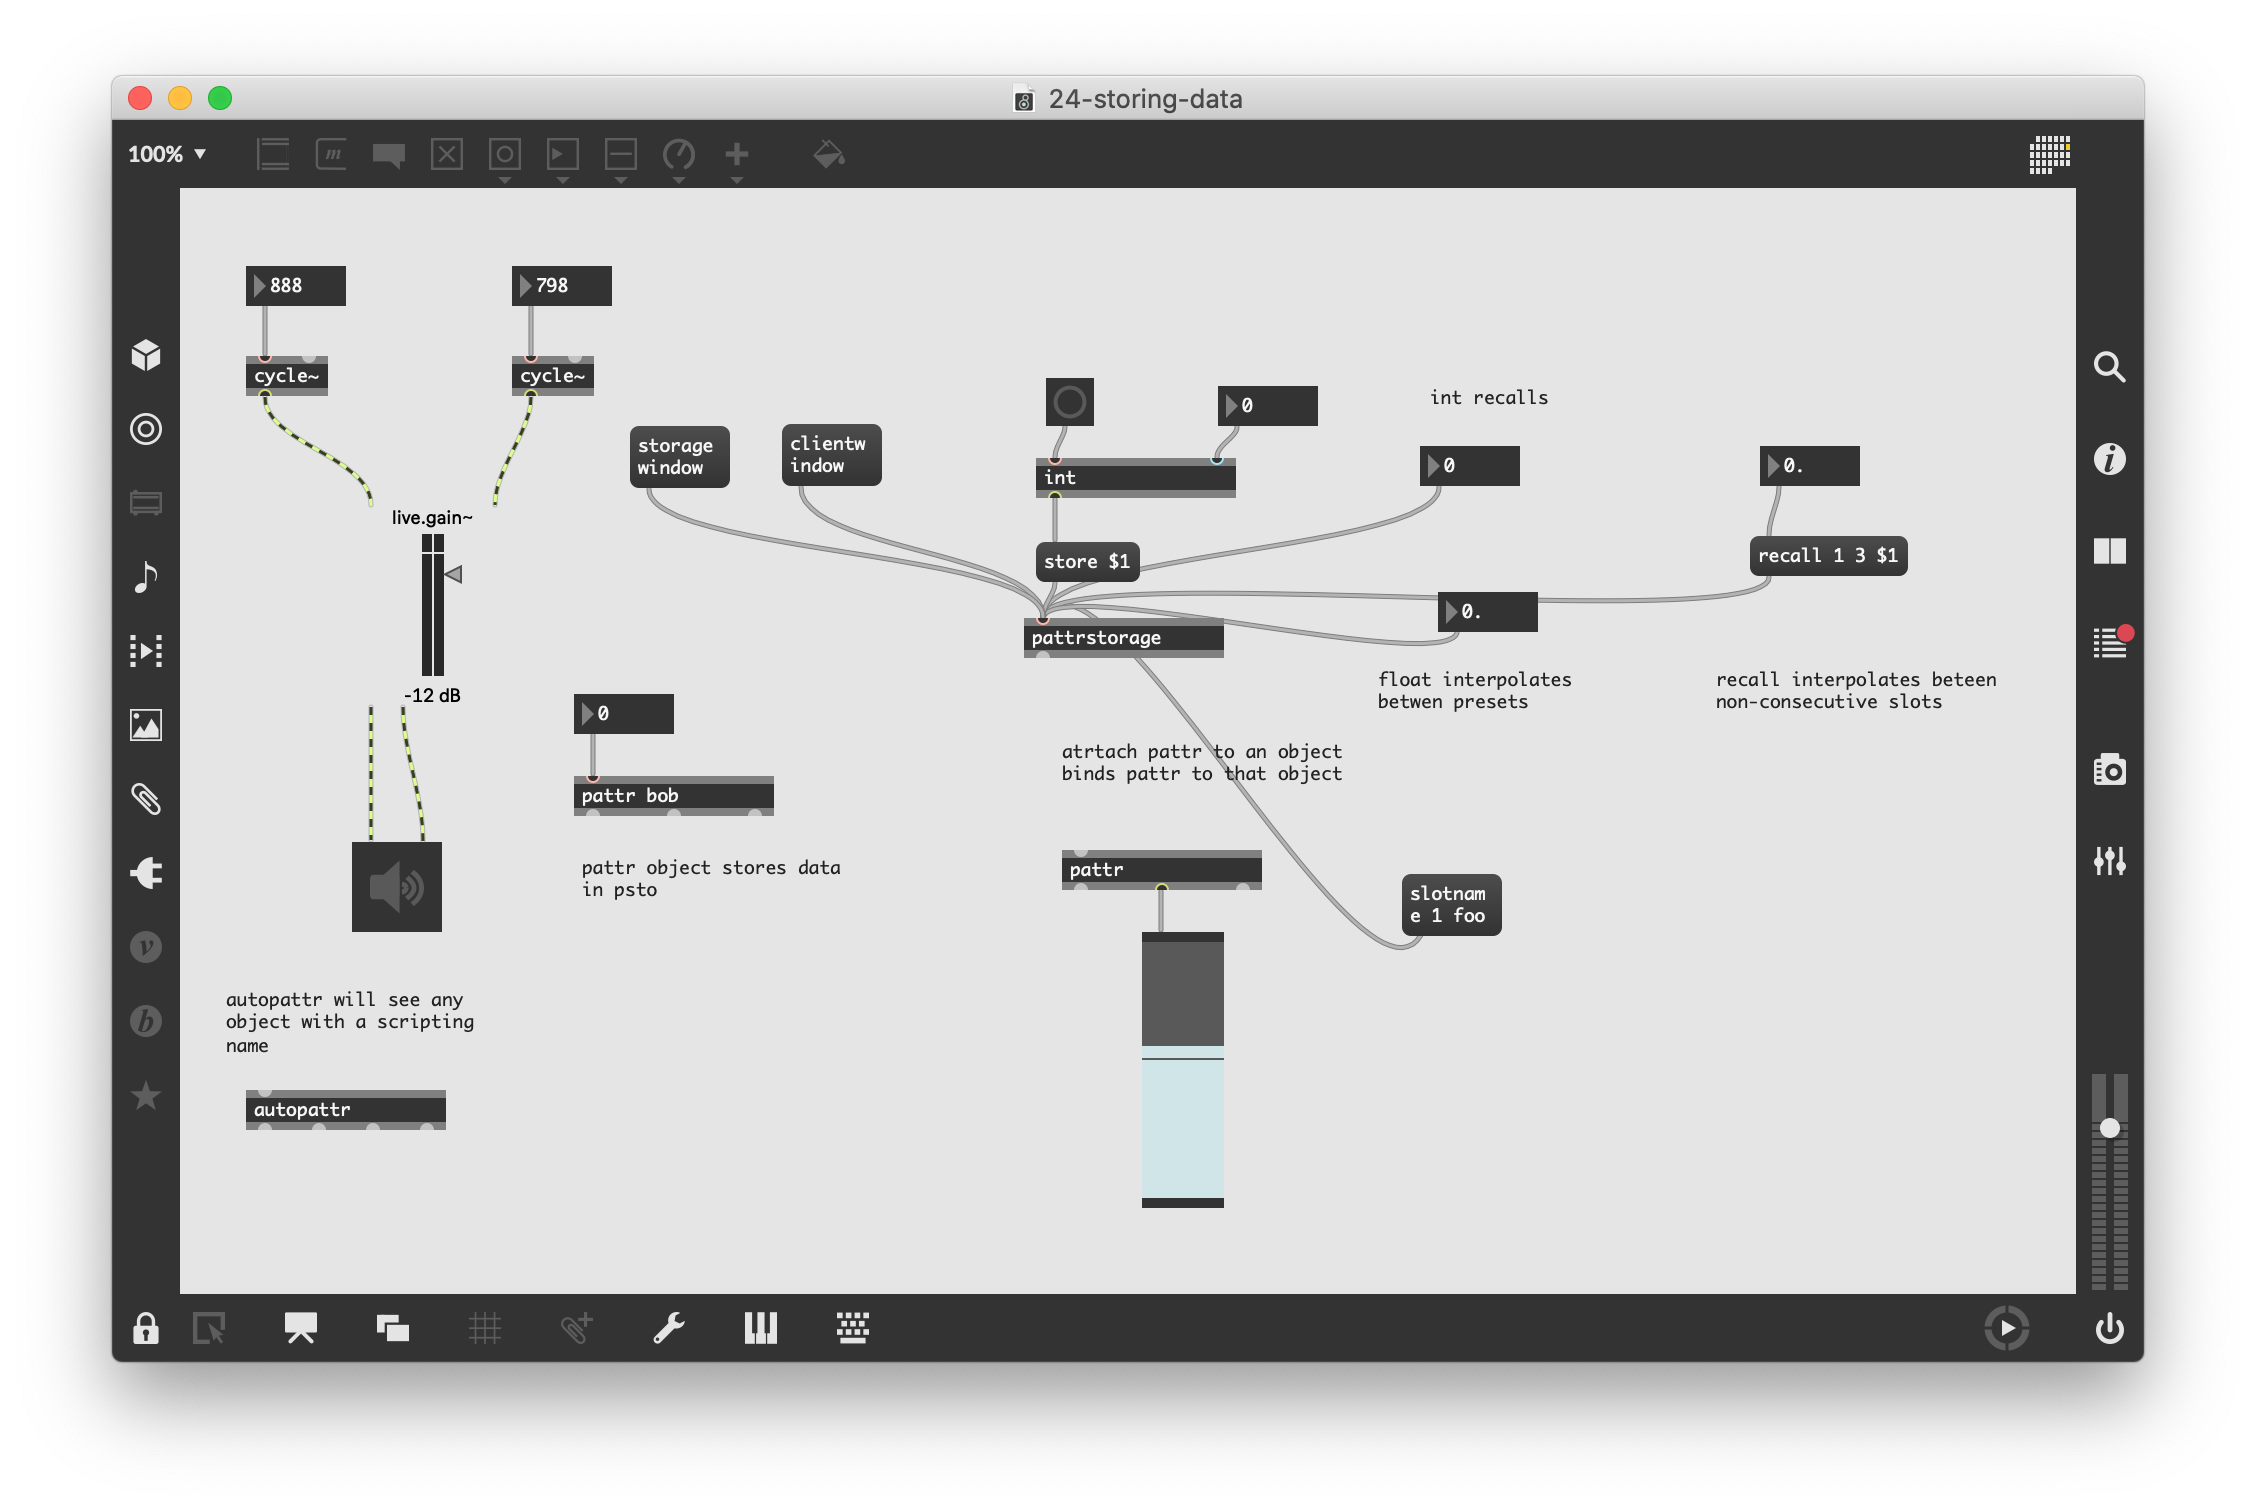 24-storing-data
100%
888
798
cycle~
cycle~
storage
window
clientw
indow
0
int recalls
int
0
0.
live.gain~
store $1
recall 1 3 $1
0.
pattrstorage
-12 dB
0
float interpolates
betwen presets
recall interpolates beteen
non-consecutive slots
atrtach pattr to an object
binds pattr to that object
pattr bob
pattr object stores data
in psto
pattr
slotnam
e 1 foo
autopattr will see any
object with a scripting
name
autopattr